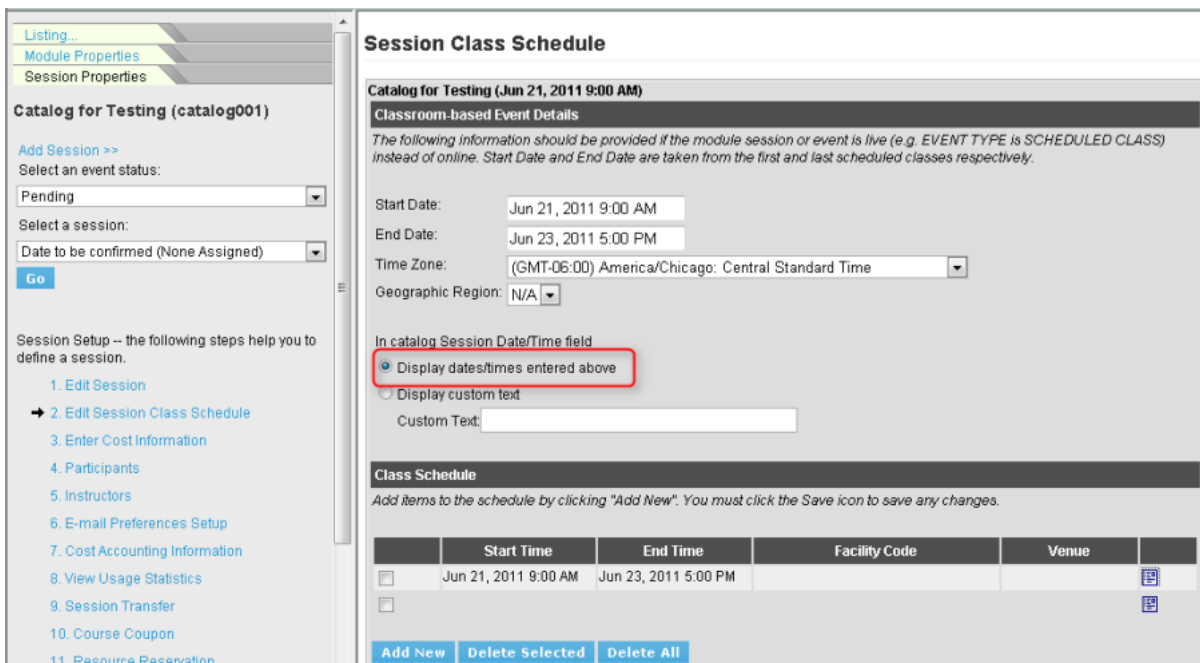 Listing...
Module Properties
Session Properties
Catalog for Testing (catalog001)
Add Session >>
Select an event status:
Pending
Select a session:
Date to be confirmed (None Assigned)
Go
Session Setup -- the following steps help you to
define a session.
1. Edit Session
2. Edit Session Class Schedule
3. Enter Cost Information
4. Participants
5. Instructors
6. E-mail Preferences Setup
7. Cost Accounting Information
8. View Usage Statistics
9. Session Transfer
10. Course Coupon
11. Resource Reservation
Session Class Schedule
Catalog for Testing (Jun 21, 2011 9:00 AM)
Classroom-based Event Details
The following information should be provided if the module session or event is live (e.g. EVENT TYPE is SCHEDULED CLASS)
instead of online. Start Date and End Date are taken from the first and last scheduled classes respectively.
Start Date: Jun 21, 2011 9:00 AM
End Date: Jun 23, 2011 5:00 PM
Time Zone: (GMT-06:00) America/Chicago: Central Standard Time
Geographic Region: N/A
In catalog Session Date/Time field
Display dates/times entered above
Display custom text
Custom Text:
Class Schedule
Add items to the schedule by clicking "Add New". You must click the Save icon to save any changes.
Start Time End Time Facility Code Venue
Jun 21, 2011 9:00 AM Jun 23, 2011 5:00 PM
Add New Delete Selected Delete All